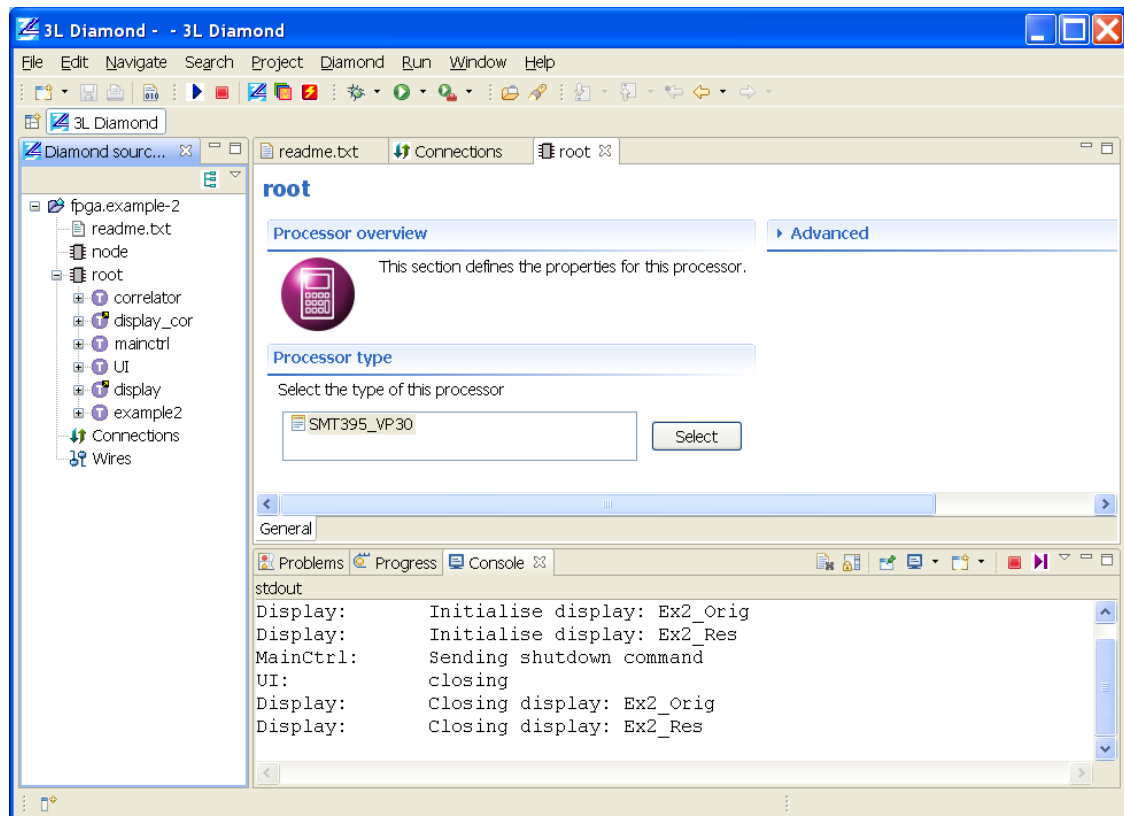 3L Diamond - - 3L Diamond
File Edit Navigate Search Project Diamond Run Window Help
3L Diamond
Diamond sourc...
fpga.example-2
readme.txt
node
root
correlator
display_cor
mainctrl
UI
display
example2
Connections
Wires
readme.txt Connections root
root
Processor overview
This section defines the properties for this processor.
Advanced
Processor type
Select the type of this processor
SMT395_VP30
Select
General
Problems Progress Console
stdout
Display: Initialise display: Ex2_Orig
Display: Initialise display: Ex2_Res
MainCtrl: Sending shutdown command
UI: closing
Display: Closing display: Ex2_Orig
Display: Closing display: Ex2_Res